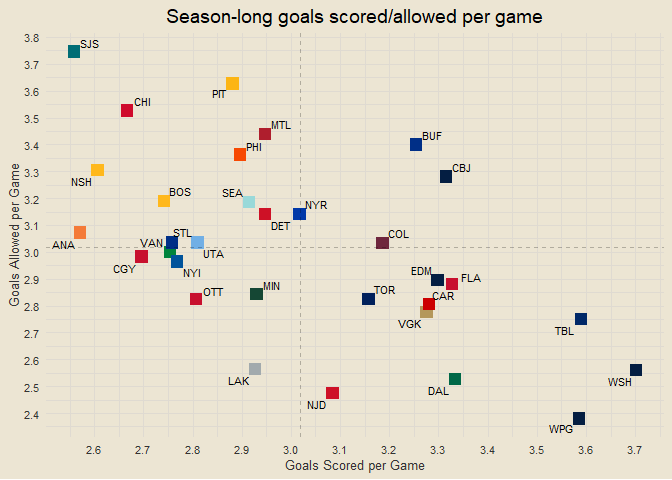 Season-long goals scored/allowed per game
3.8
SJS
3.7
PIT
3.6
CHI
3.5
MTL
BUF
3.4
PHI
CBJ
3.3
NSH
BOS
SEA
3.2
NYR
DET
3.1
ANA
STL
COL
VAN
UTA
3.0
CGY
NYI
EDM
FLA
2.9
OTT
MIN
TOR
CAR
2.8
VGK
TBL
2.7
2.6
LAK
WSH
2.5
NJD
DAL
2.4
WPG
Goals Allowed per Game
2.6 2.7 2.8 2.9 3.0 3.1 3.2 3.3 3.4 3.5 3.6 3.7
Goals Scored per Game